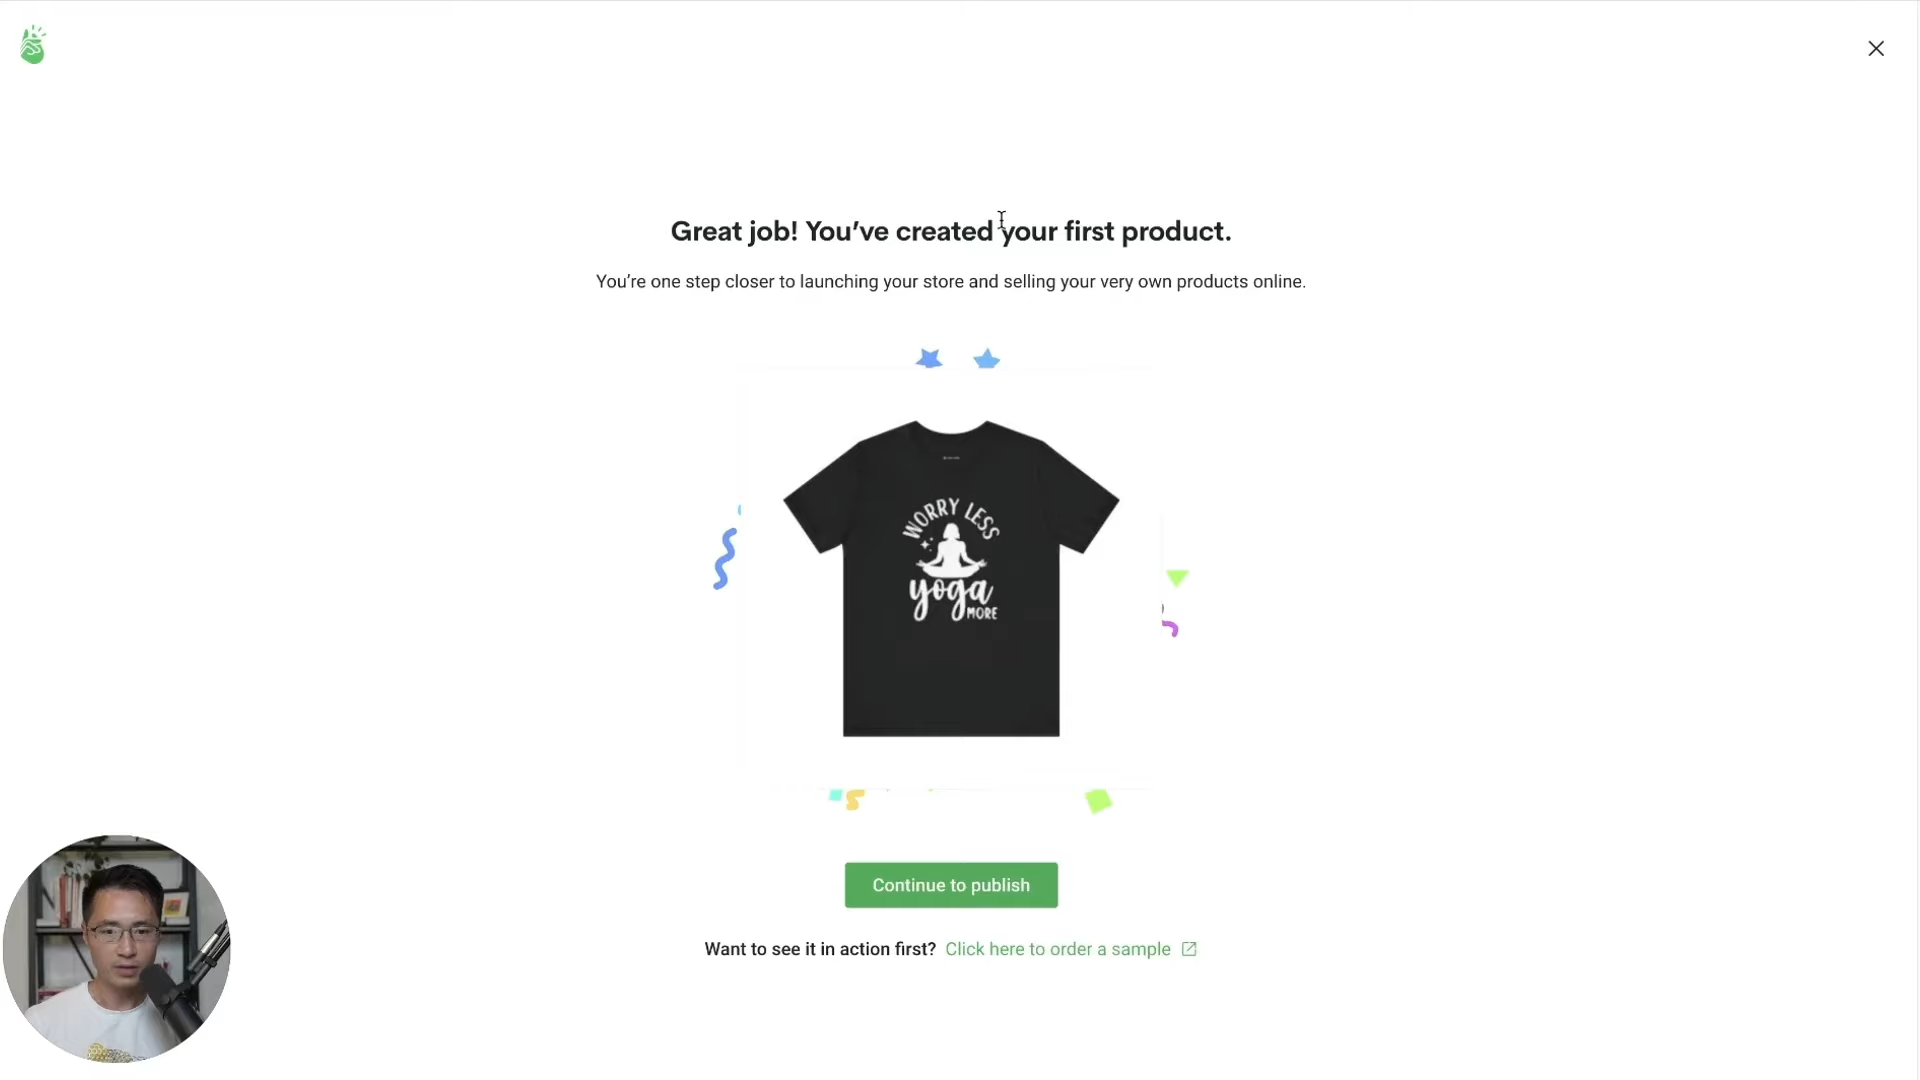 Great job! You’ve created your first product.
You’re one step closer to launching your store and selling your very own products online.
WORRY LESS
yoga
MORE
Continue to publish
Want to see it in action first? Click here to order a sample